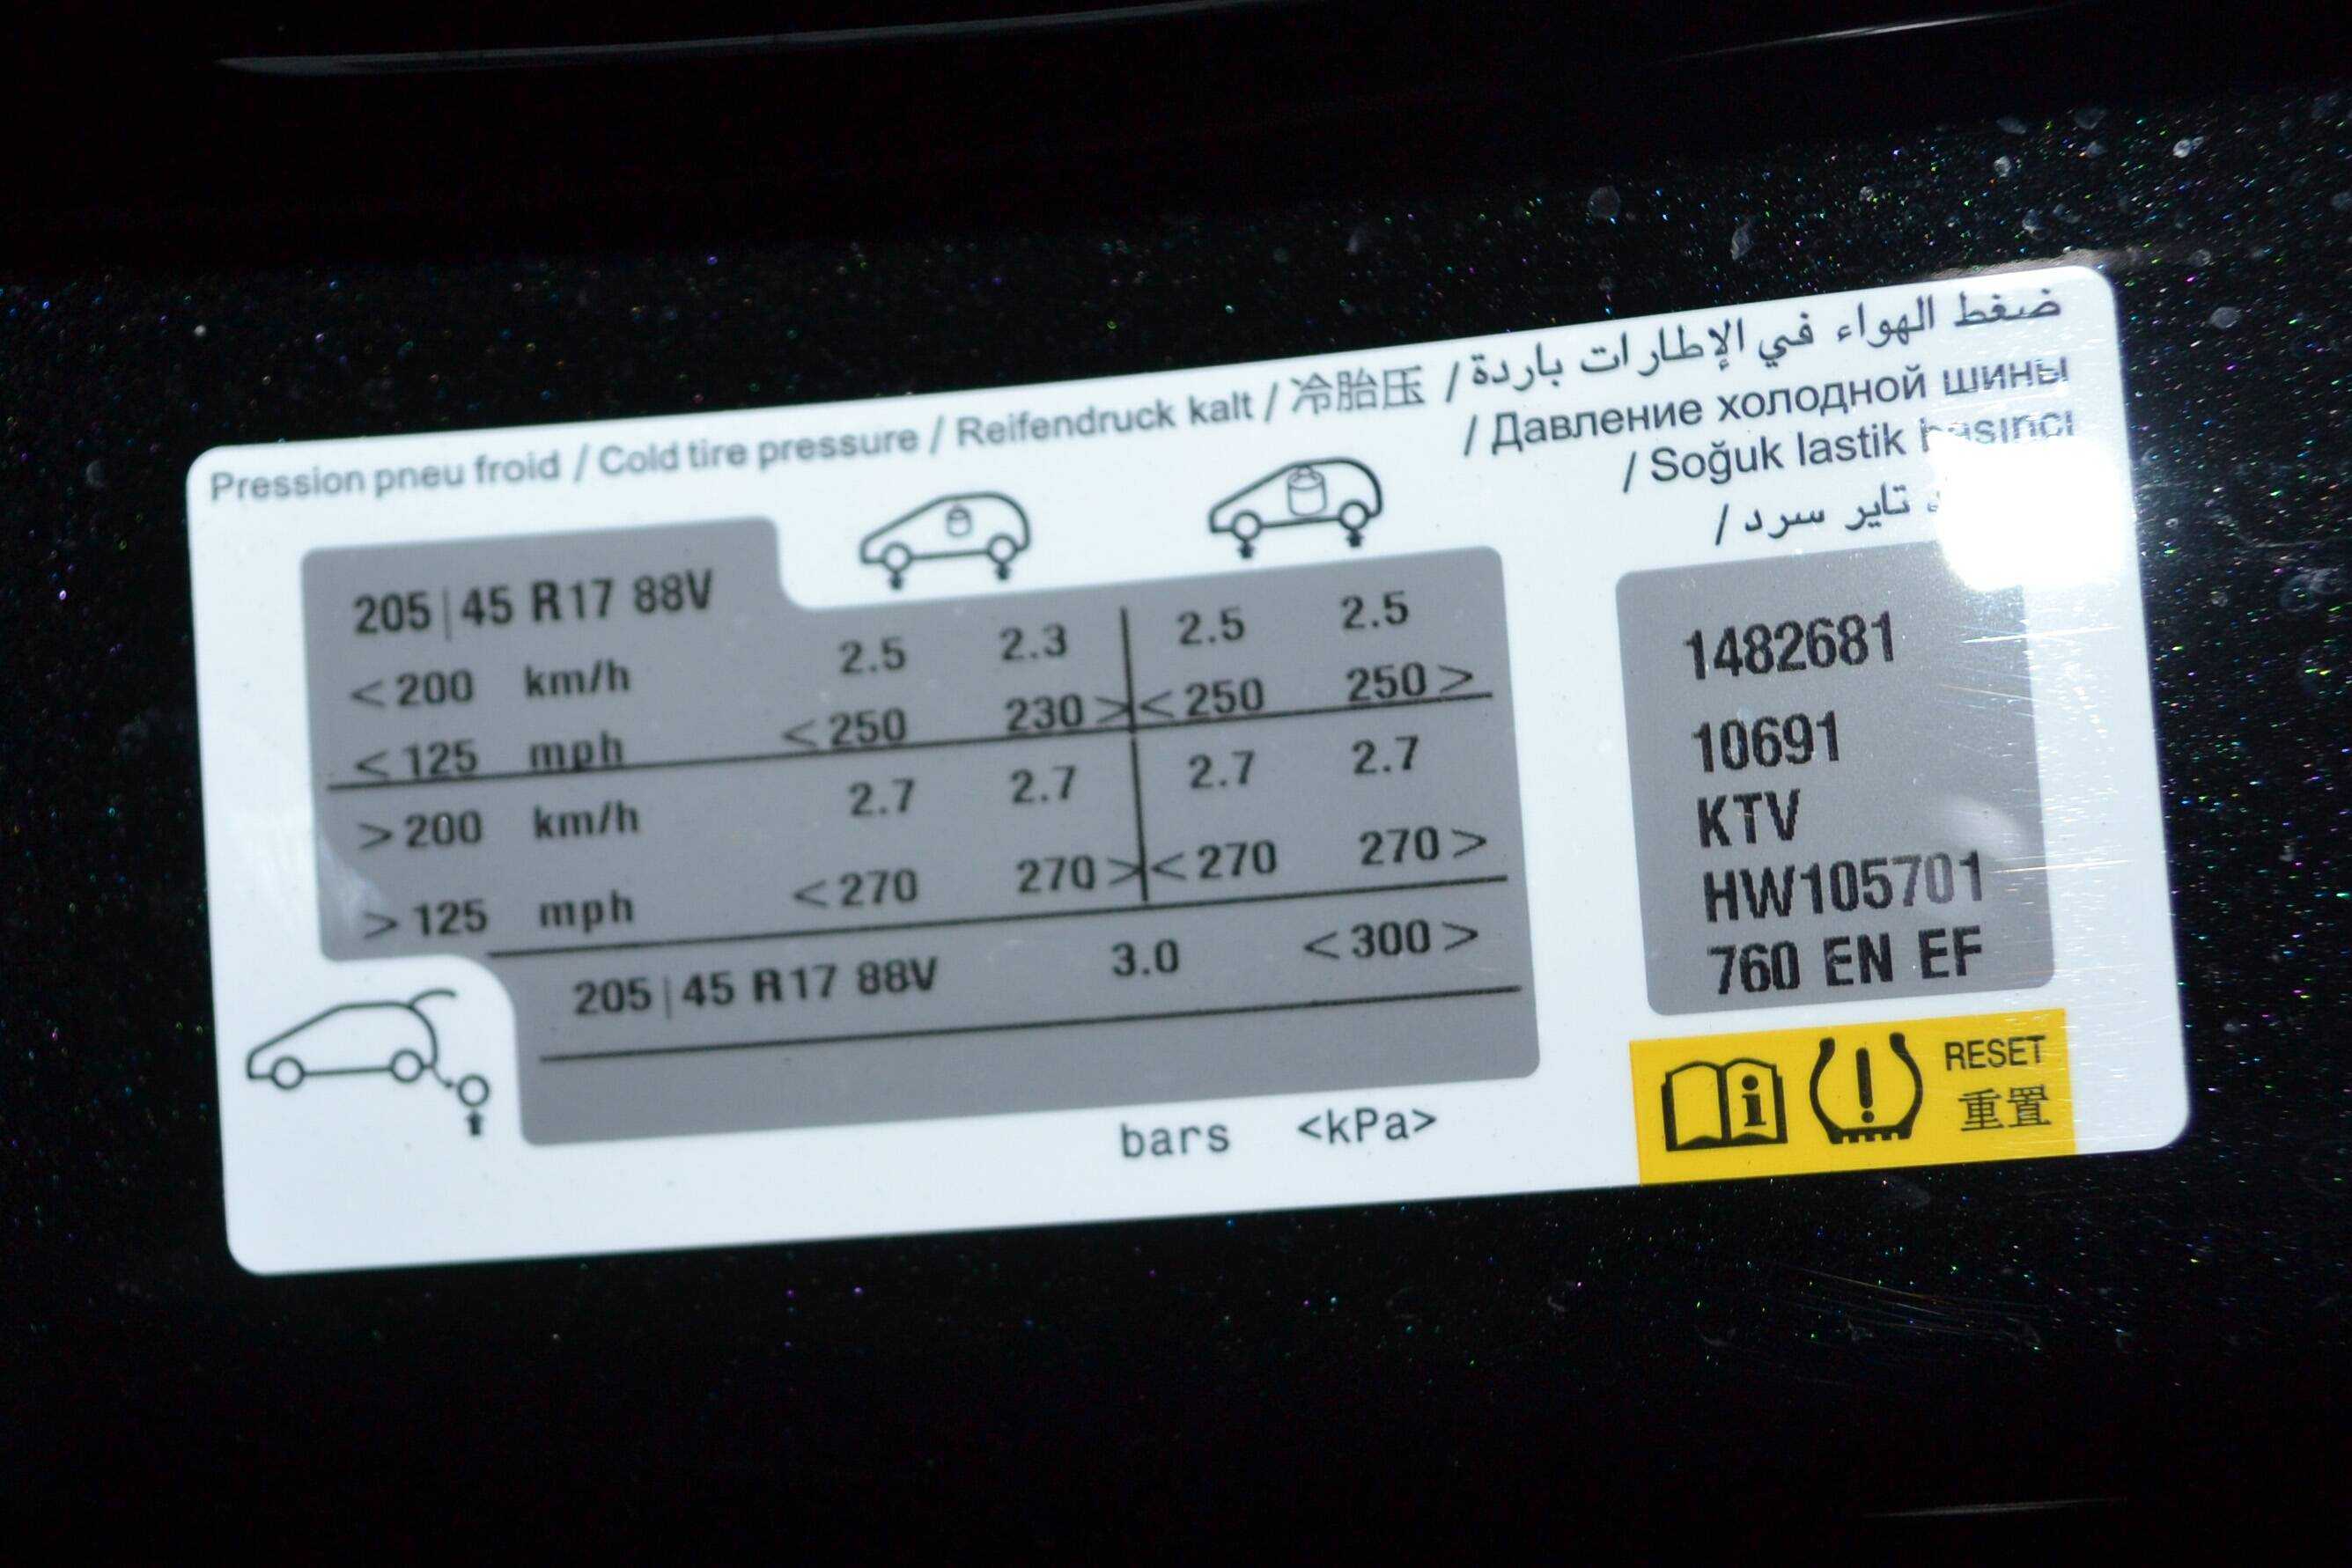 Pression pneu froid / Cold tire pressure / Reifendruck kalt / 冷胎压 / ضغط الهواء في الإطارات باردة
/ Давление холодной шины
/ Soğuk lastik basıncı
/ تاير سرد
205|45 R17 88V
<200 km/h 2.5 2.3 2.5 2.5
<125 mph <250 230> <250 250>
>200 km/h 2.7 2.7 2.7 2.7
>125 mph <270 270> <270 270>
205|45 R17 88V 3.0 <300>
bars <kPa>
1482681
10691
KTV
HW105701
760 EN EF
RESET
重置